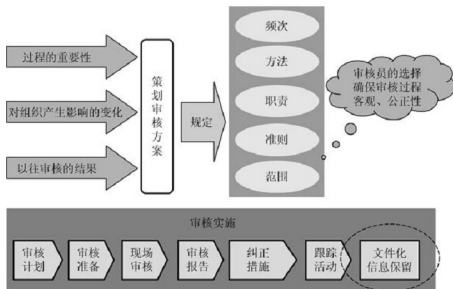 过程的重要性
对组织产生影响的变化
以往审核的结果
策划审核方案
规定
频次
方法
职责
准则
范围
审核员的选择
确保审核过程
客观、公正性
审核实施
审核
计划
审核
准备
现场
审核
审核
报告
纠正
措施
跟踪
活动
文件化
信息保留